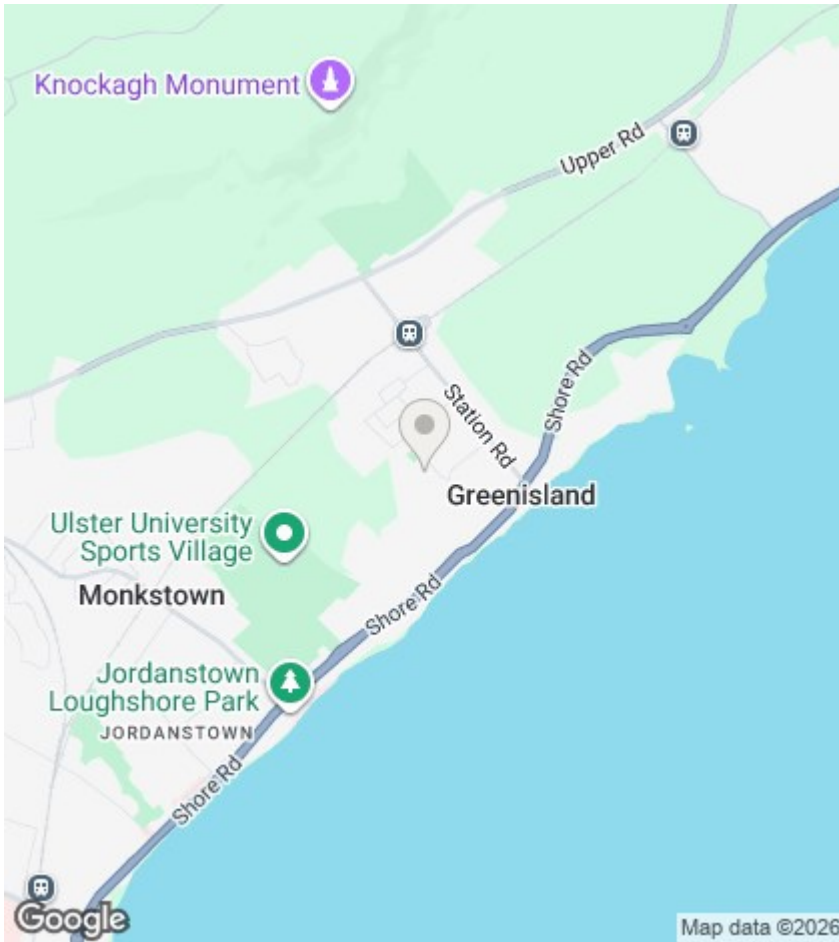 Knockagh Monument
Upper Rd
Shore Rd
Station Rd
Greenisland
Ulster University
Sports Village
Monkstown
Shore Rd
Jordanstown
Loughshore Park
JORDANSTOWN
Shore Rd
Google
Map data ©2026